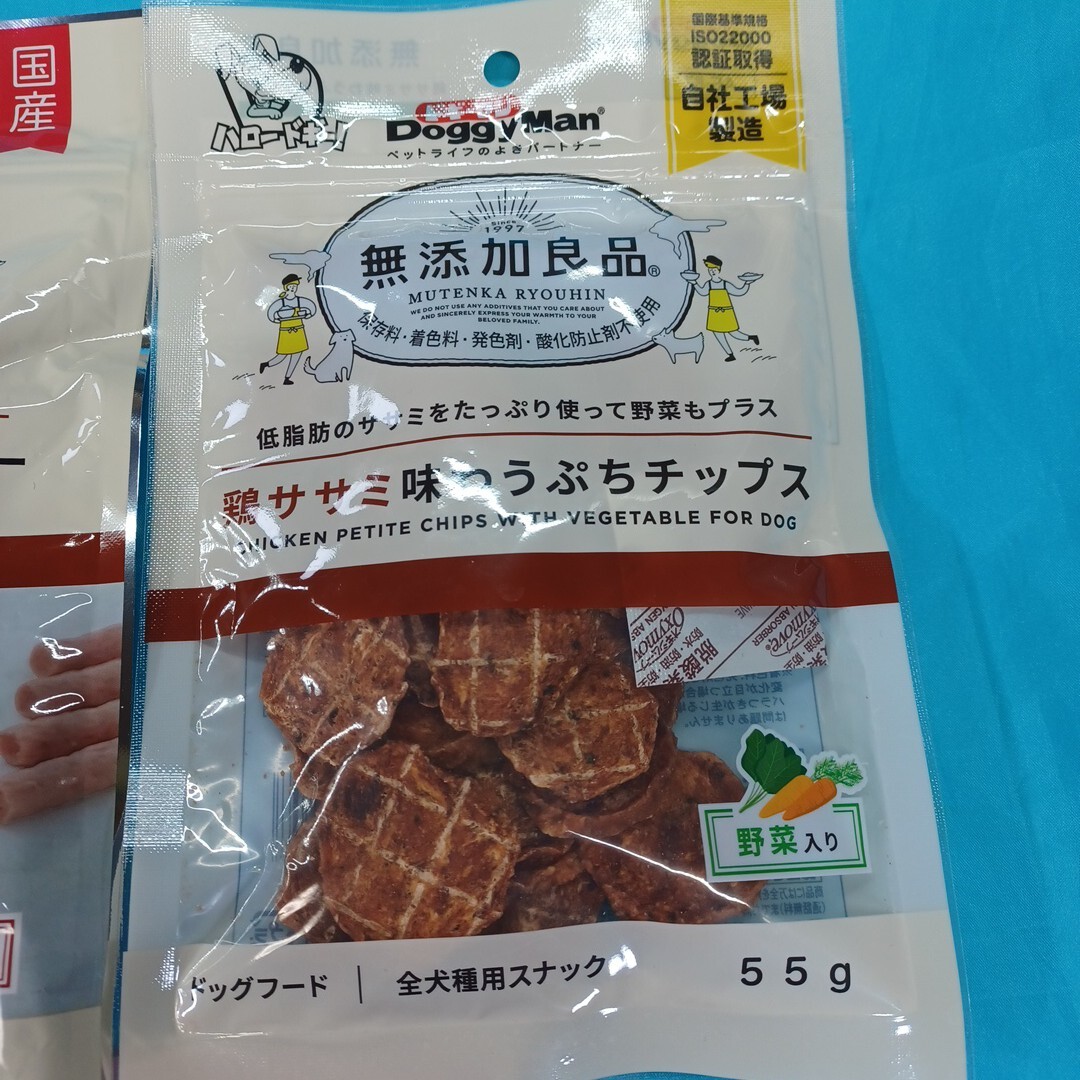 国産
ハロードギー!
DoggyMan®
ペットライフのよきパートナー
国際基準規格
ISO22000
認証取得
自社工場
製造
since
1997
無添加良品®
MUTENKA RYOUHIN
WE DO NOT USE ANY ADDITIVES THAT YOU CARE ABOUT
AND SINCERELY EXPRESS YOUR WARMTH TO YOUR
BELOVED FAMILY.
保存料・着色料・発色剤・酸化防止剤不使用
低脂肪のササミをたっぷり使って野菜もプラス
鶏ササミ味つうぷちチップス
CHICKEN PETITE CHIPS WITH VEGETABLE FOR DOG
脱酸素
ABSORBER
野菜入り
ドッグフード
全犬種用スナック
55g